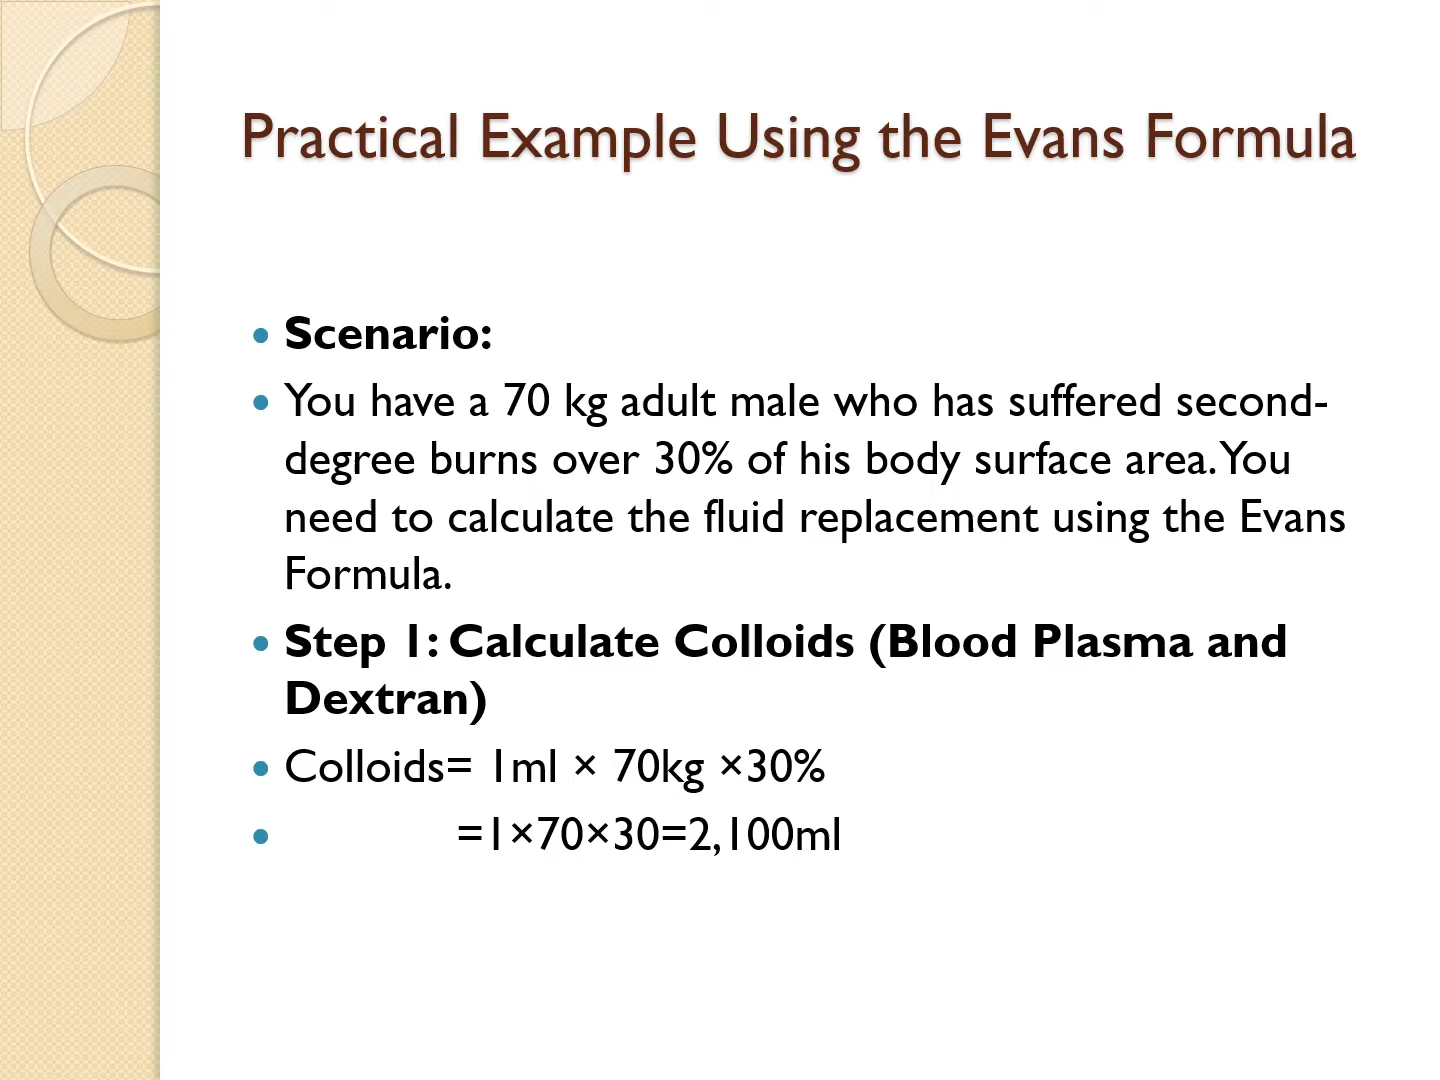 Practical Example Using the Evans Formula
• Scenario:
• You have a 70 kg adult male who has suffered second-
degree burns over 30% of his body surface area. You
need to calculate the fluid replacement using the Evans
Formula.
• Step 1: Calculate Colloids (Blood Plasma and
Dextran)
• Colloids= 1ml × 70kg ×30%
• =1×70×30=2,100ml